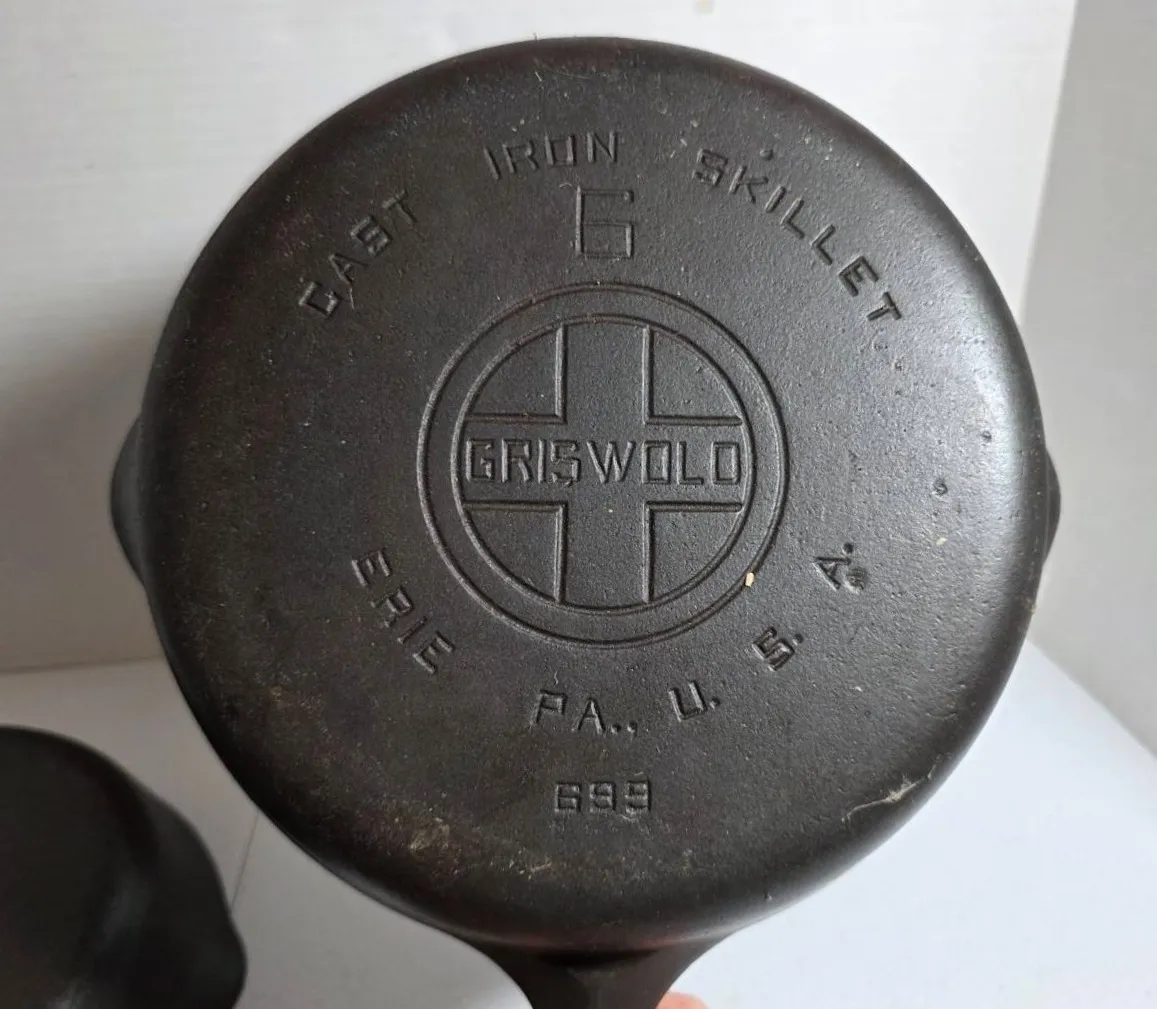 CAST IRON SKILLET
6
GRISWOLD
ERIE PA., U. S. A.
699